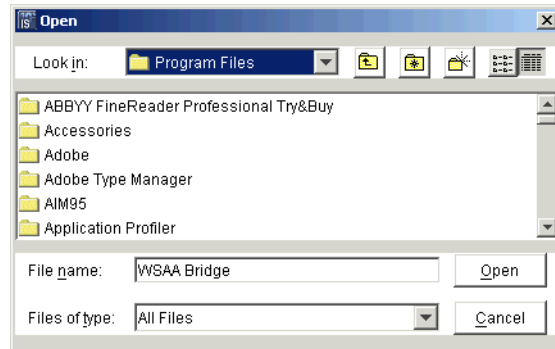 Open
Look in: Program Files
ABBYY FineReader Professional Try&Buy
Accessories
Adobe
Adobe Type Manager
AIM95
Application Profiler
File name: WSAA Bridge Open
Files of type: All Files Cancel